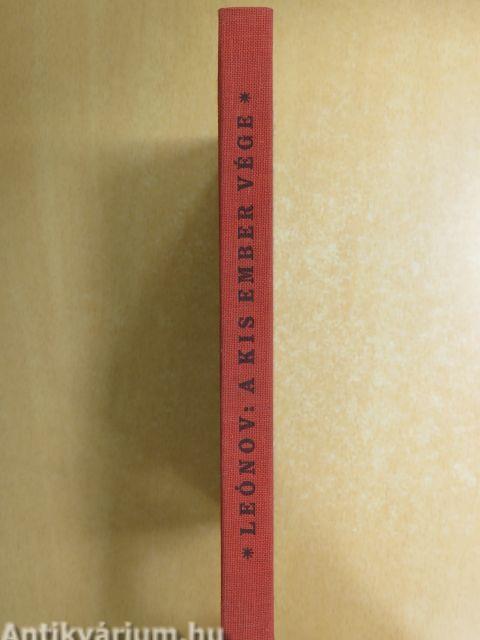 * LEÓNOV: A KIS EMBER VÉGE *
Antikvárium.hu